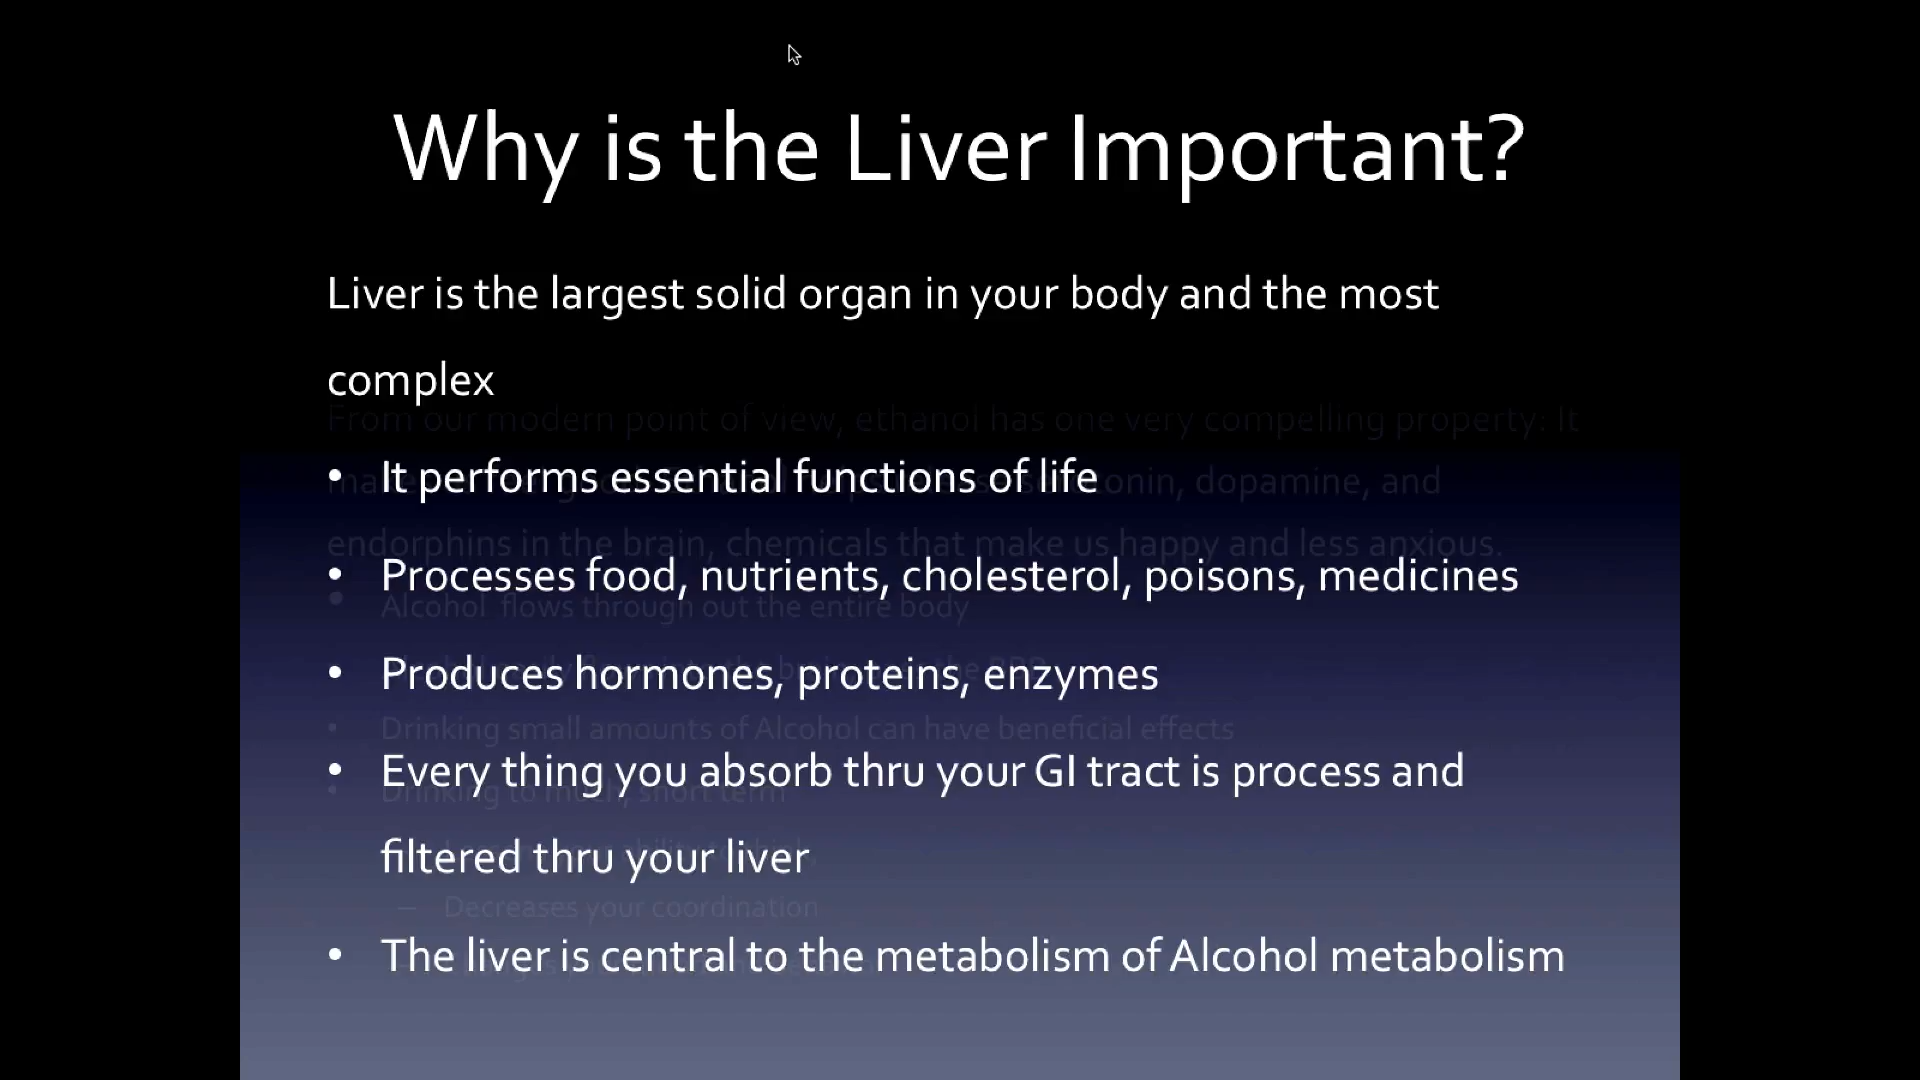 Why is the Liver Important?
Liver is the largest solid organ in your body and the most
complex
From our modern point of view, ethanol has one very compelling property: It
• It performs essential functions of life
dopamine, and
endorphins in the brain, chemicals that make us happy and less anxious.
• Processes food, nutrients, cholesterol, poisons, medicines
• Alcohol flows through out the entire body
• Produces hormones, proteins, enzymes
• Drinking small amounts of Alcohol can have beneficial effects
• Every thing you absorb thru your GI tract is process and
• Drinking to much, short term
filtered thru your liver
– Decreases your coordination
• The liver is central to the metabolism of Alcohol metabolism